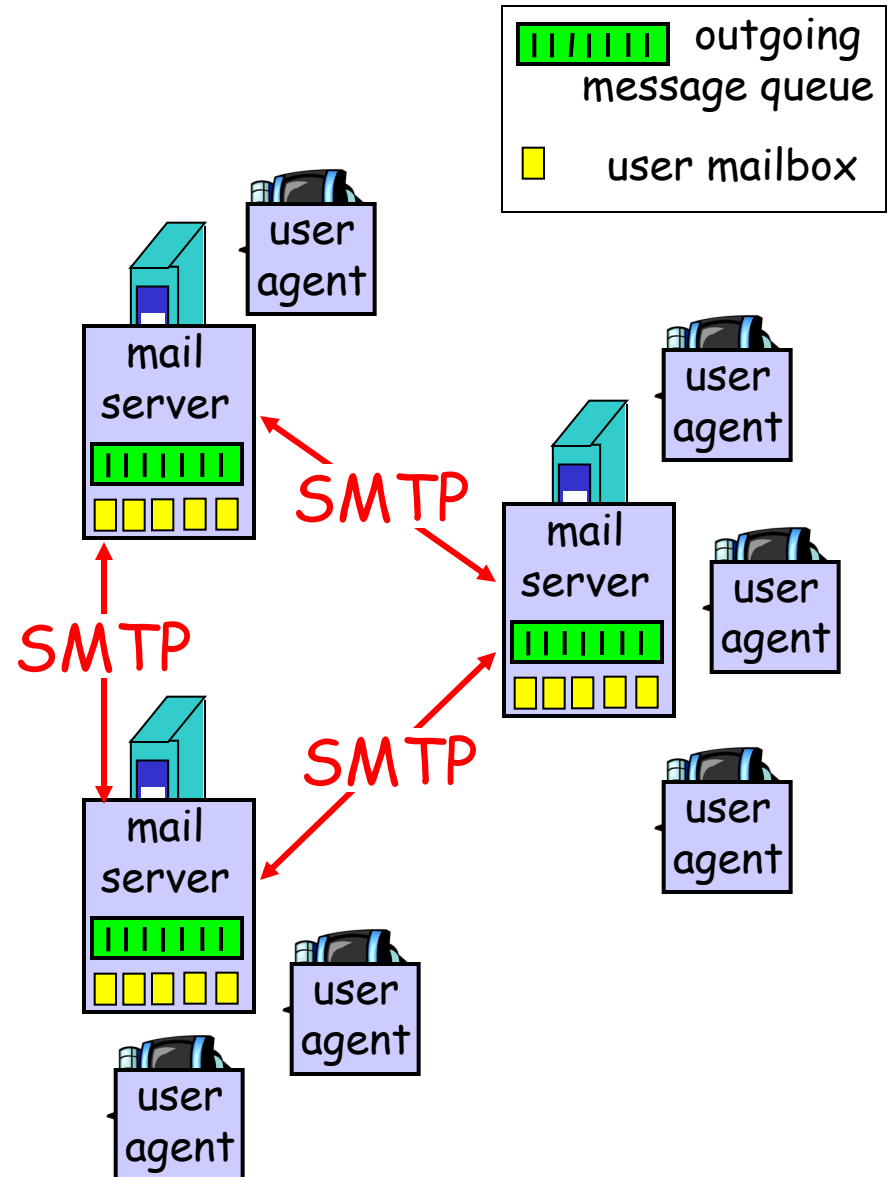 outgoing
message queue
user mailbox
user
agent
mail
server
user
agent
SMTP
mail
server
user
agent
SMTP
SMTP
user
agent
mail
server
user
agent
user
agent